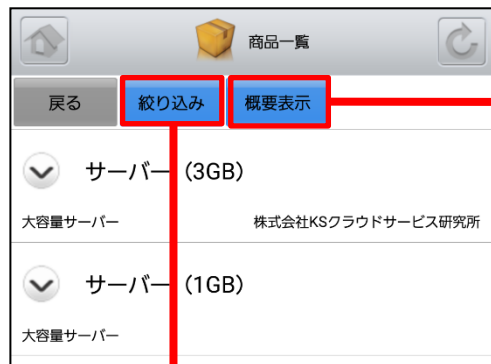 商品一覧
戻る 絞り込み 概要表示
サーバー (3GB)
大容量サーバー 株式会社KSクラウドサービス研究所
サーバー (1GB)
大容量サーバー